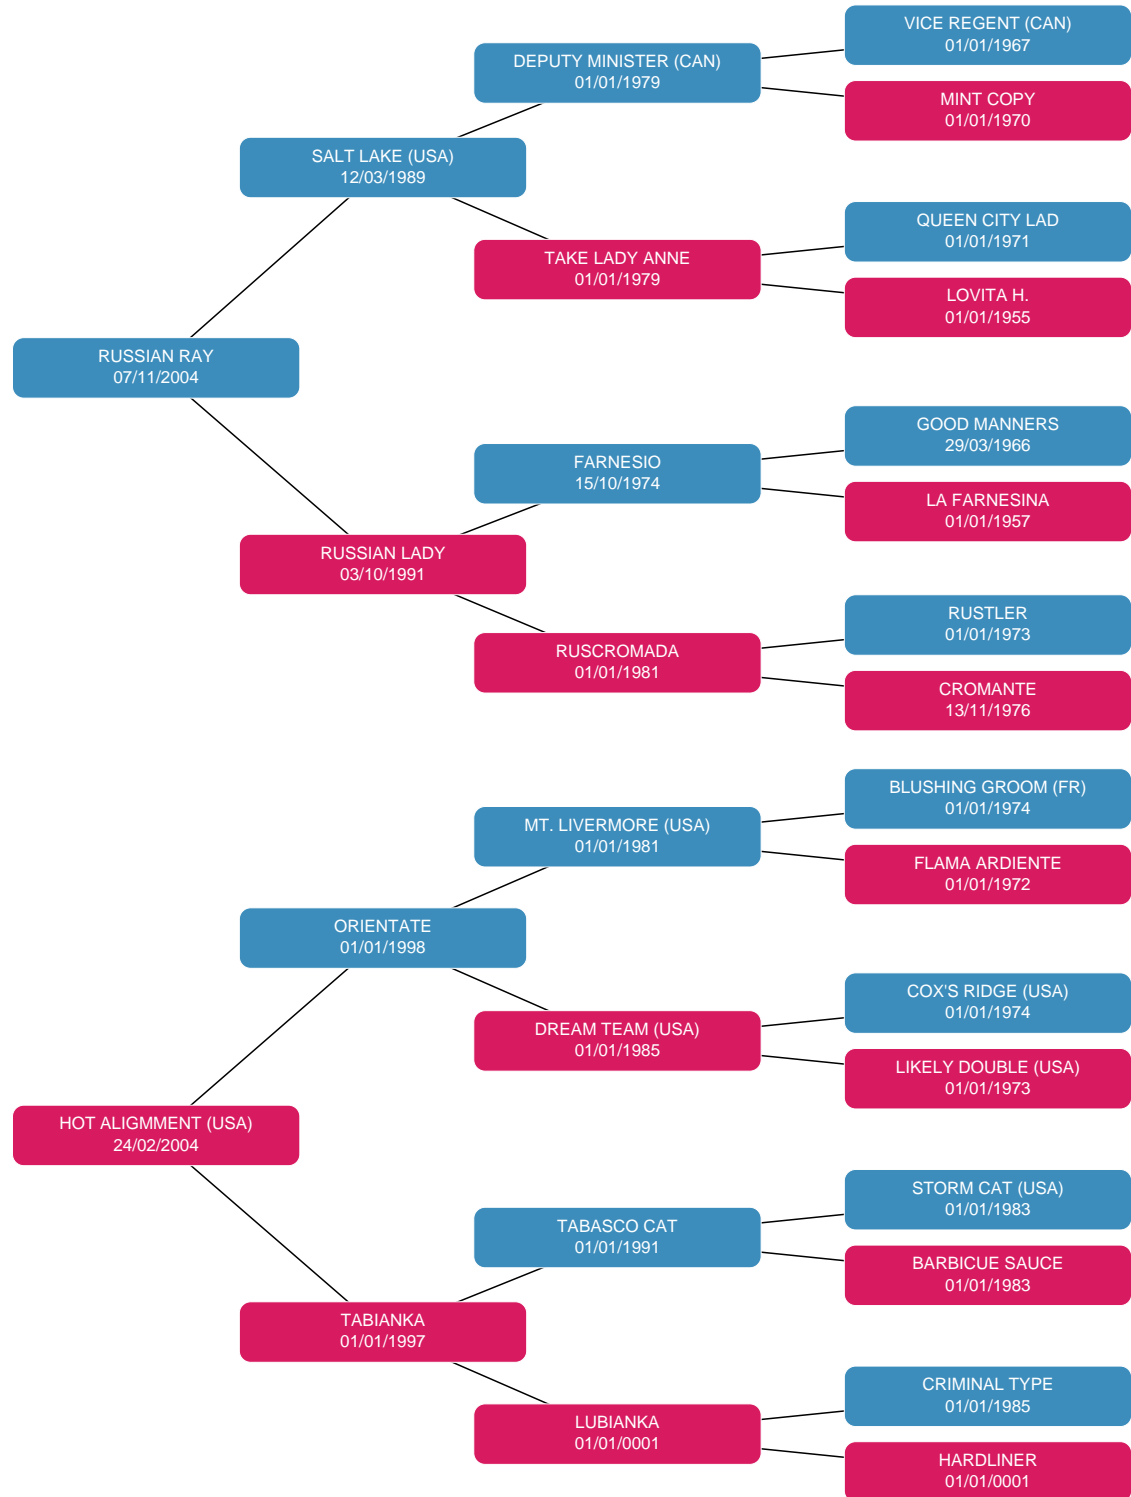 VICE REGENT (CAN)
01/01/1967
DEPUTY MINISTER (CAN)
01/01/1979
MINT COPY
01/01/1970
SALT LAKE (USA)
12/03/1989
QUEEN CITY LAD
01/01/1971
TAKE LADY ANNE
01/01/1979
LOVITA H.
01/01/1955
RUSSIAN RAY
07/11/2004
GOOD MANNERS
29/03/1966
FARNESIO
15/10/1974
LA FARNESINA
01/01/1957
RUSSIAN LADY
03/10/1991
RUSTLER
01/01/1973
RUSCROMADA
01/01/1981
CROMANTE
13/11/1976
BLUSHING GROOM (FR)
01/01/1974
MT. LIVERMORE (USA)
01/01/1981
FLAMA ARDIENTE
01/01/1972
ORIENTATE
01/01/1998
COX'S RIDGE (USA)
01/01/1974
DREAM TEAM (USA)
01/01/1985
LIKELY DOUBLE (USA)
01/01/1973
HOT ALIGMMENT (USA)
24/02/2004
STORM CAT (USA)
01/01/1983
TABASCO CAT
01/01/1991
BARBICUE SAUCE
01/01/1983
TABIANKA
01/01/1997
CRIMINAL TYPE
01/01/1985
LUBIANKA
01/01/0001
HARDLINER
01/01/0001